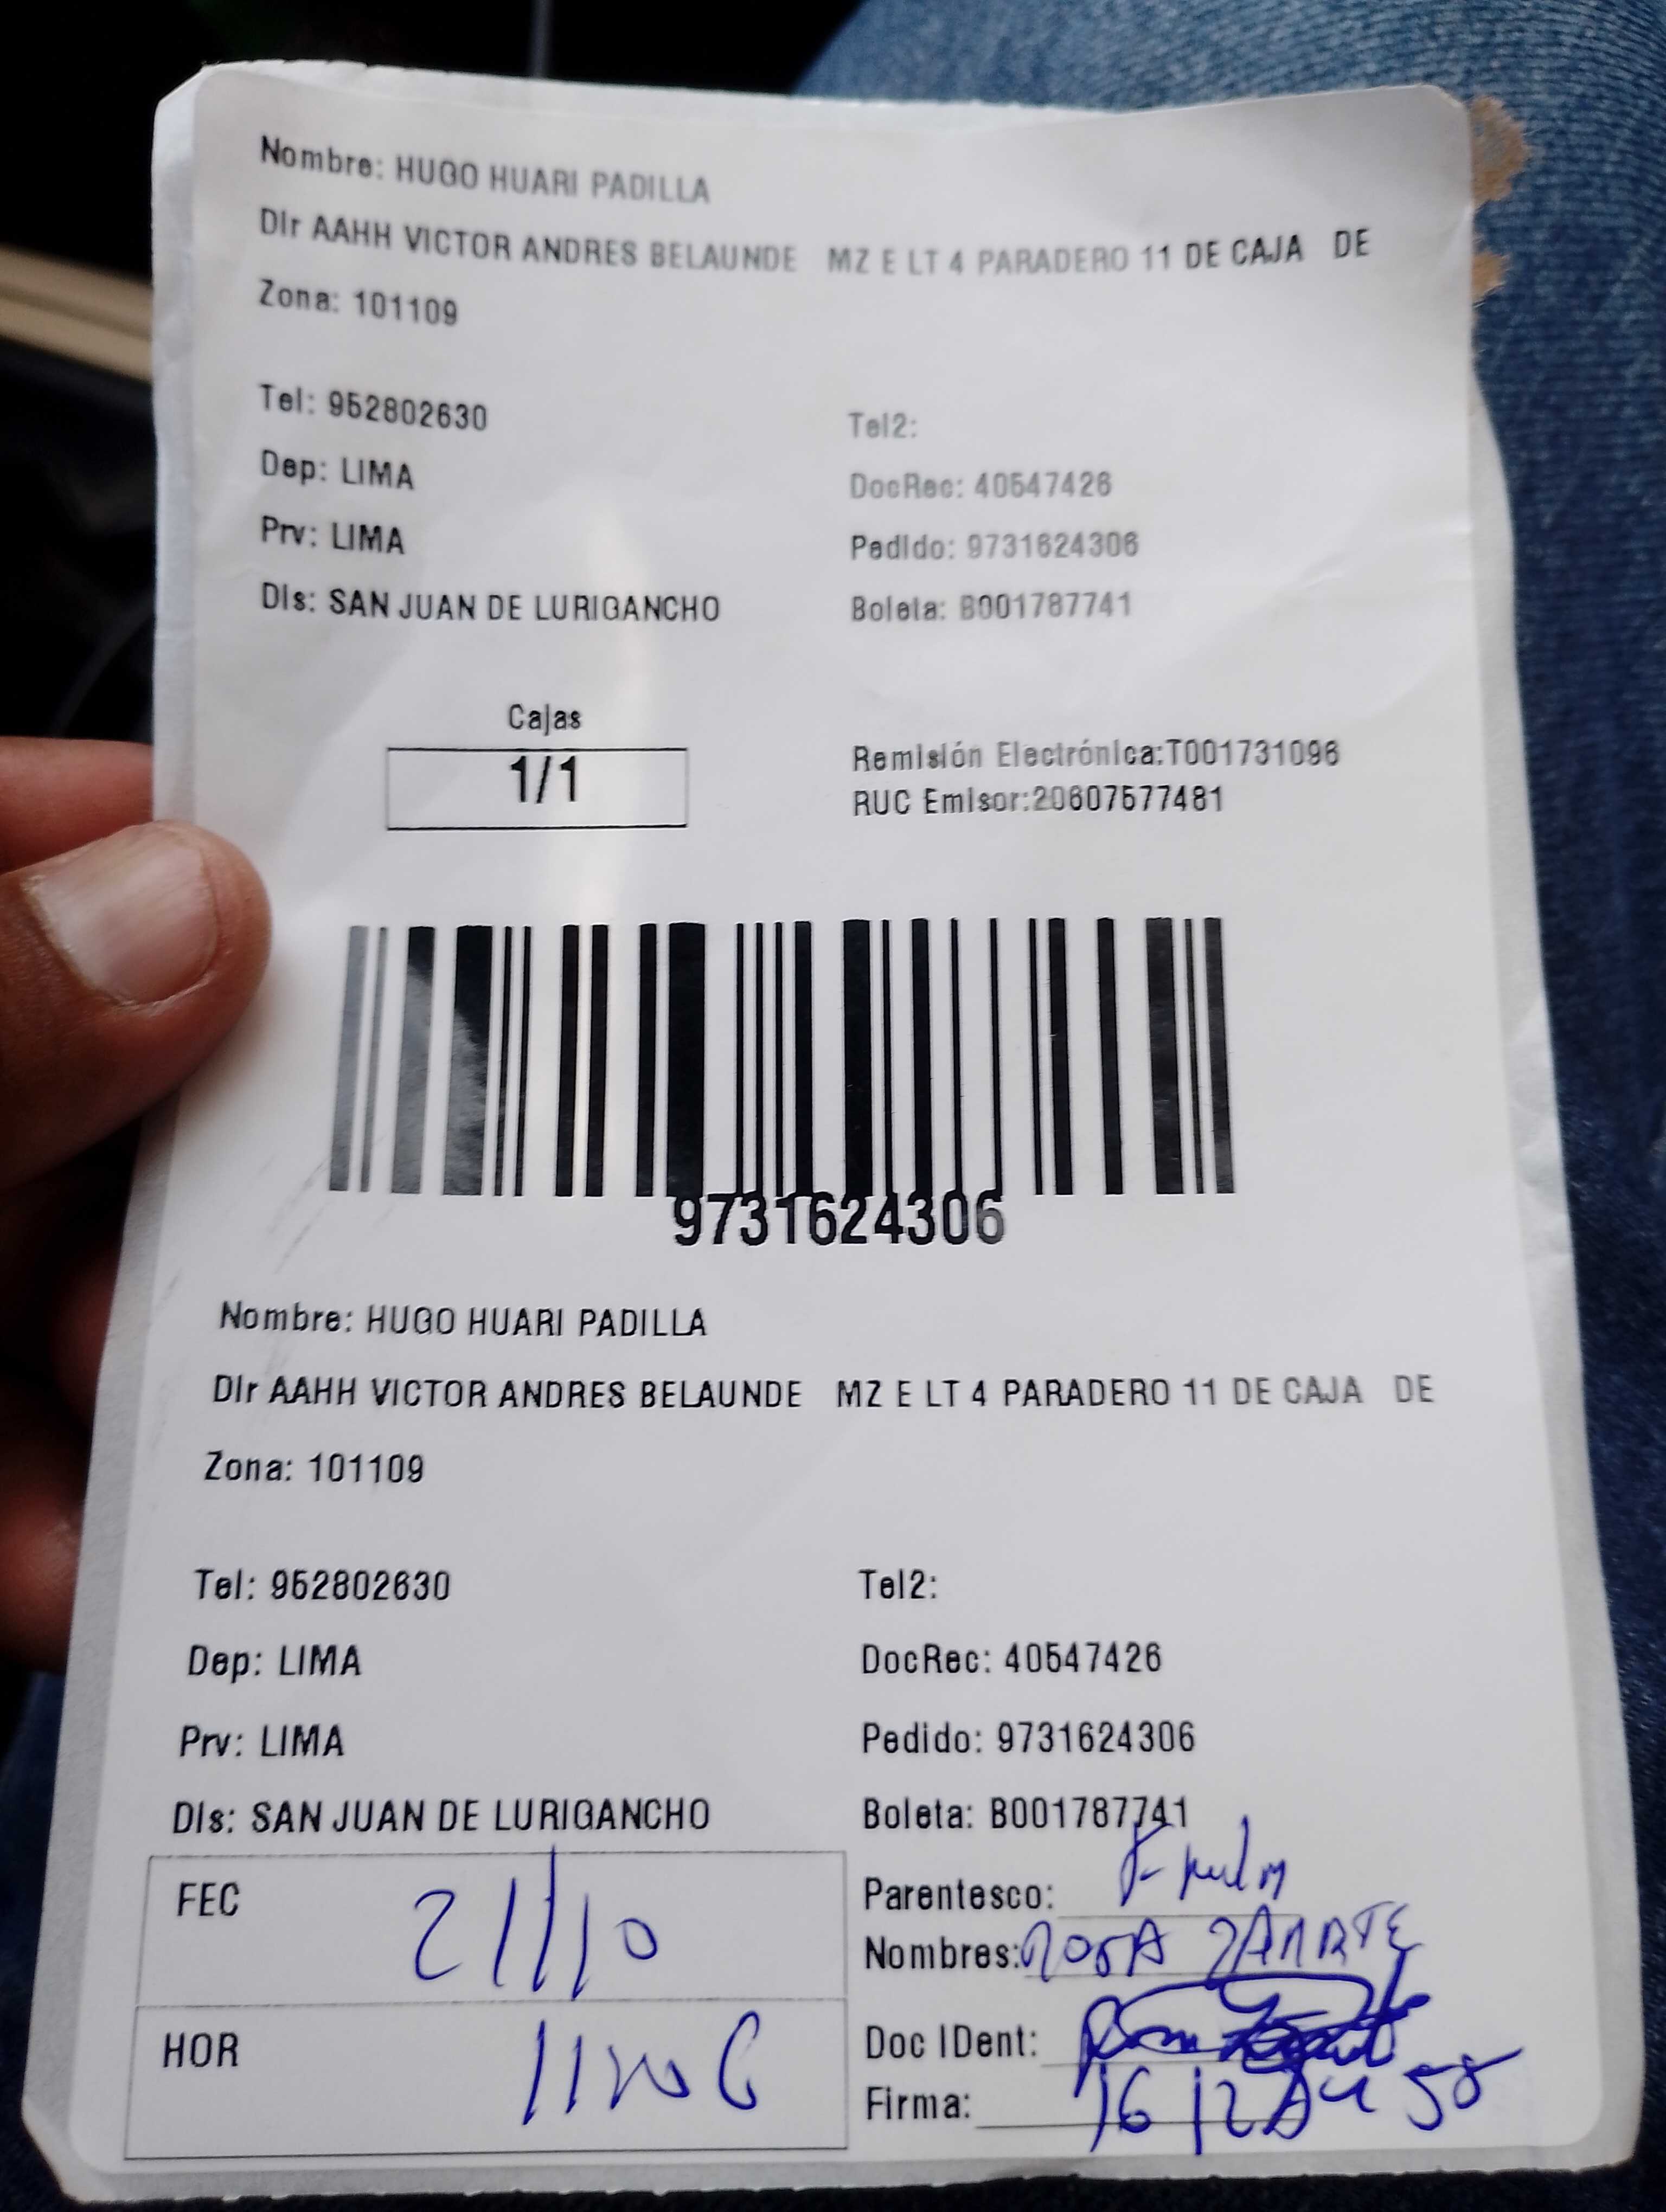 Nombre: HUGO HUARI PADILLA
Dir AAHH VICTOR ANDRES BELAUNDE MZ E LT 4 PARADERO 11 DE CAJA DE
Zona: 101109
Tel: 952802630
Tel2:
Dep: LIMA
DocRec: 40547426
Prv: LIMA
Pedido: 9731624306
Dis: SAN JUAN DE LURIGANCHO
Boleta: B001787741
Cajas
1/1
Remisión Electrónica:T001731096
RUC Emisor:20607577481
9731624306
Nombre: HUGO HUARI PADILLA
Dir AAHH VICTOR ANDRES BELAUNDE MZ E LT 4 PARADERO 11 DE CAJA DE
Zona: 101109
Tel: 952802630
Tel2:
Dep: LIMA
DocRec: 40547426
Prv: LIMA
Pedido: 9731624306
Dis: SAN JUAN DE LURIGANCHO
Boleta: B001787741
FEC 21/10
Parentesco:
Nombres: ROSA
HOR
Doc IDent:
Firma: